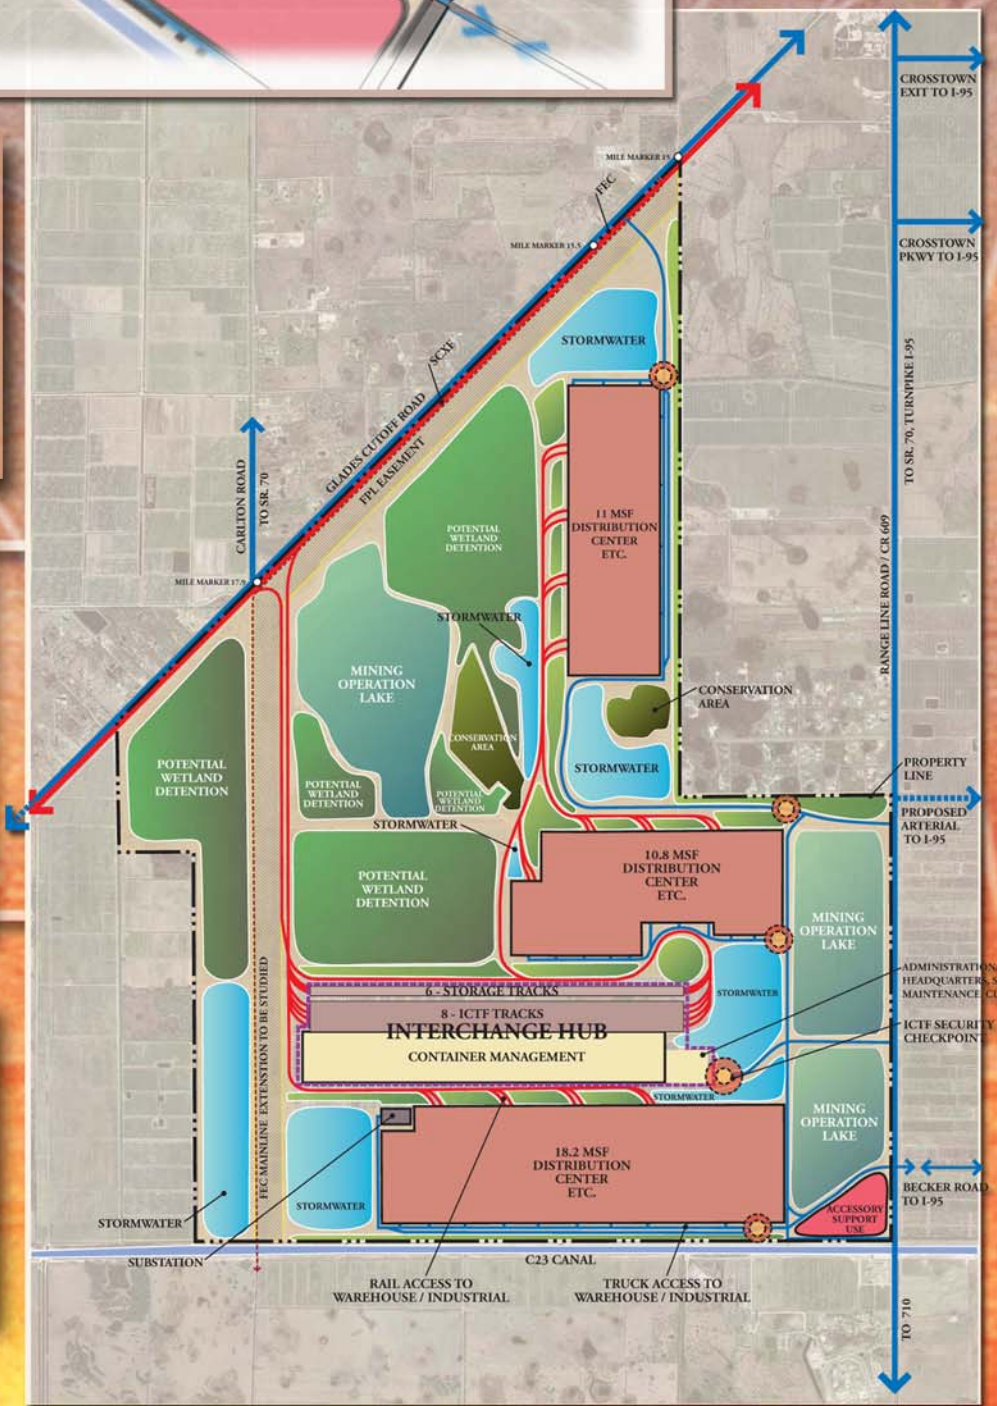 CROSSTOWN
EXIT TO I-95
MILE MARKER 15
FEC
MILE MARKER 15.5
CROSSTOWN
PKWY TO I-95
STORMWATER
SCXF
GLADES CUTOFF ROAD
FPL EASEMENT
TO SR. 70, TURNPIKE I-95
CARLTON ROAD
TO SR. 70
11 MSF
DISTRIBUTION
CENTER
ETC.
POTENTIAL
WETLAND
DETENTION
RANGE LINE ROAD / CR 609
MILE MARKER 17.9
STORMWATER
MINING
OPERATION
LAKE
CONSERVATION
AREA
CONSERVATION
AREA
POTENTIAL
WETLAND
DETENTION
STORMWATER
PROPERTY
LINE
POTENTIAL
WETLAND
DETENTION
POTENTIAL
WETLAND
DETENTION
PROPOSED
ARTERIAL
TO I-95
STORMWATER
10.8 MSF
DISTRIBUTION
CENTER
ETC.
POTENTIAL
WETLAND
DETENTION
MINING
OPERATION
LAKE
ADMINISTRATION
HEADQUARTERS, S
MAINTENANCE, C
6 - STORAGE TRACKS
STORMWATER
8 - ICTF TRACKS
INTERCHANGE HUB
CONTAINER MANAGEMENT
ICTF SECURITY
CHECKPOINT
FEC MAINLINE EXTENSTION TO BE STUDIED
STORMWATER
MINING
OPERATION
LAKE
18.2 MSF
DISTRIBUTION
CENTER
ETC.
STORMWATER
BECKER ROAD
TO I-95
ACCESSORY
SUPPORT
USE
STORMWATER
SUBSTATION
C23 CANAL
RAIL ACCESS TO
WAREHOUSE / INDUSTRIAL
TRUCK ACCESS TO
WAREHOUSE / INDUSTRIAL
TO 710